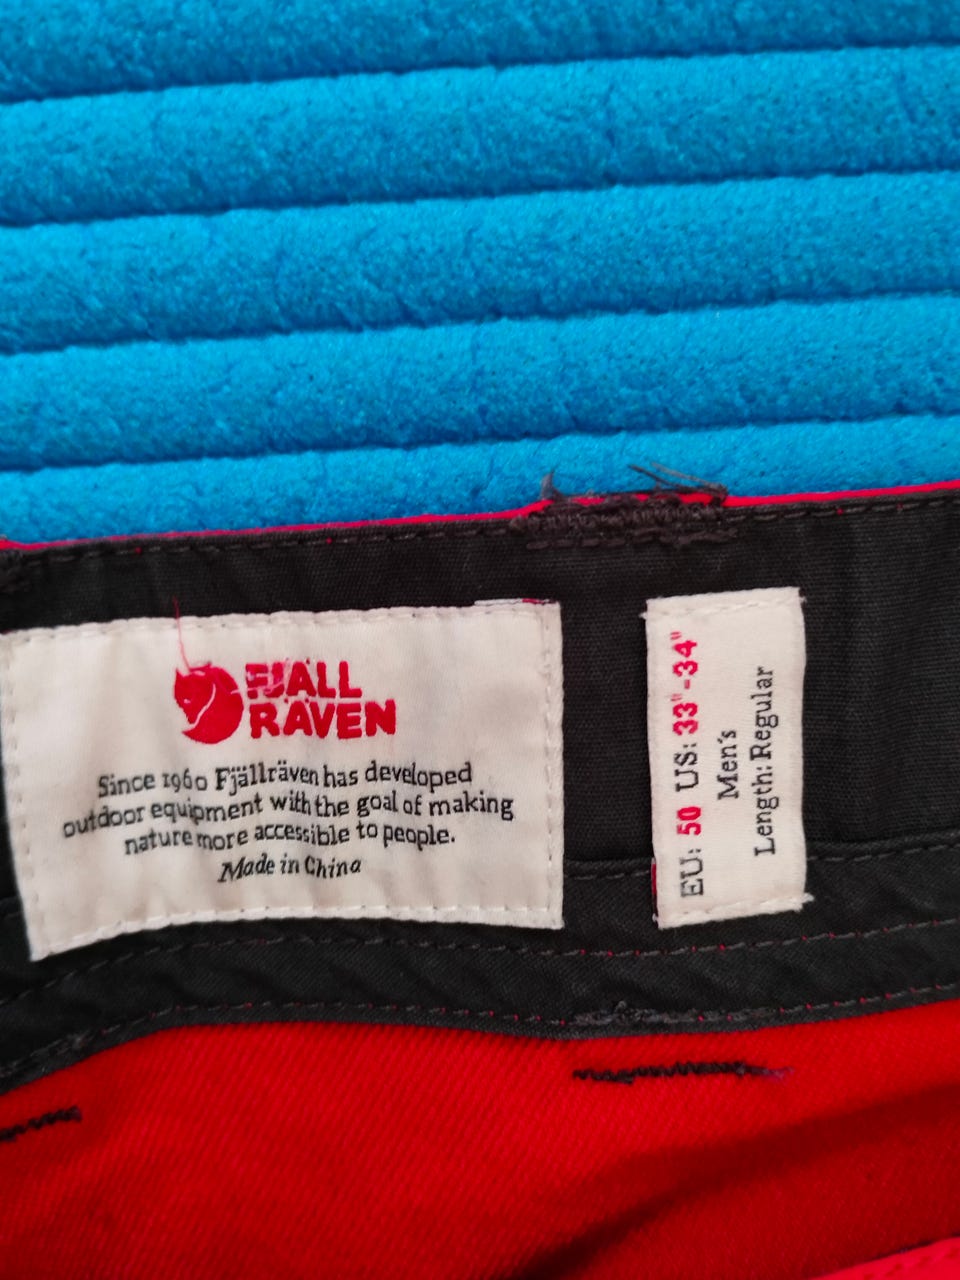 FJÄLL
RÄVEN
Since 1960 Fjällräven has developed
outdoor equipment with the goal of making
nature more accessible to people.
Made in China
EU: 50 US: 33"-34"
Men's
Length: Regular